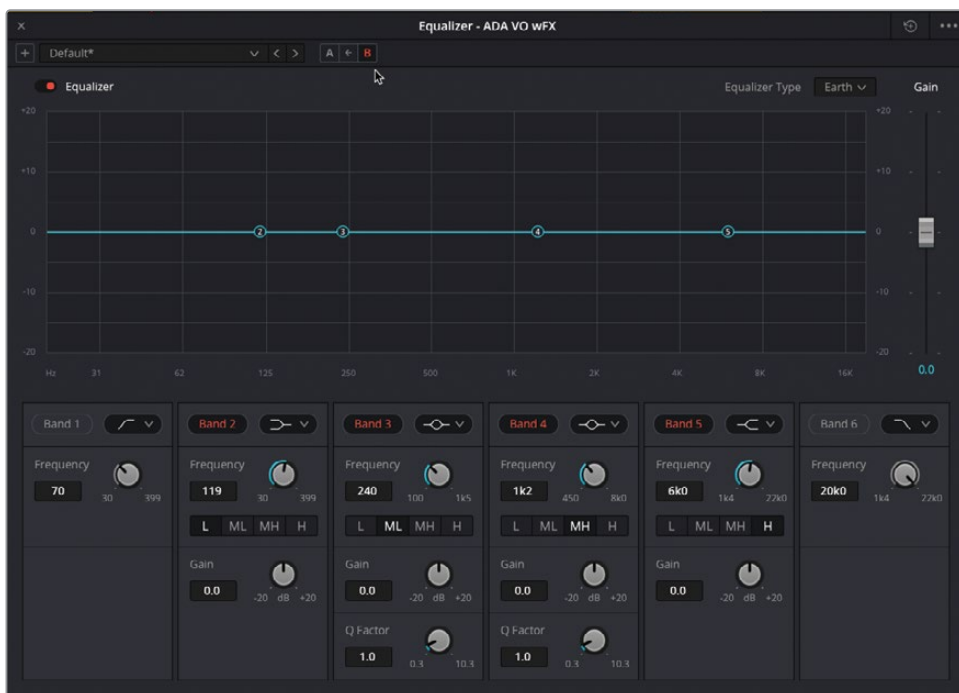 Equalizer - ADA VO wFX
Default*
A B
Equalizer
Equalizer Type Earth Gain
+20 +20
+10 +10
0 2 3 4 5 0
-10 -10
-20 -20
Hz 31 62 125 250 500 1K 2K 4K 8K 16K 0.0
Band 1 Band 2 Band 3 Band 4 Band 5 Band 6
Frequency Frequency Frequency Frequency Frequency Frequency
70 30 399 119 30 399 240 100 1k5 1k2 450 8k0 6k0 1k4 22k0 20k0 1k4 22k0
L ML MH H L ML MH H L ML MH H L ML MH H
Gain Gain Gain Gain
0.0 -20 dB +20 0.0 -20 dB +20 0.0 -20 dB +20 0.0 -20 dB +20
Q Factor Q Factor
1.0 0.3 10.3 1.0 0.3 10.3